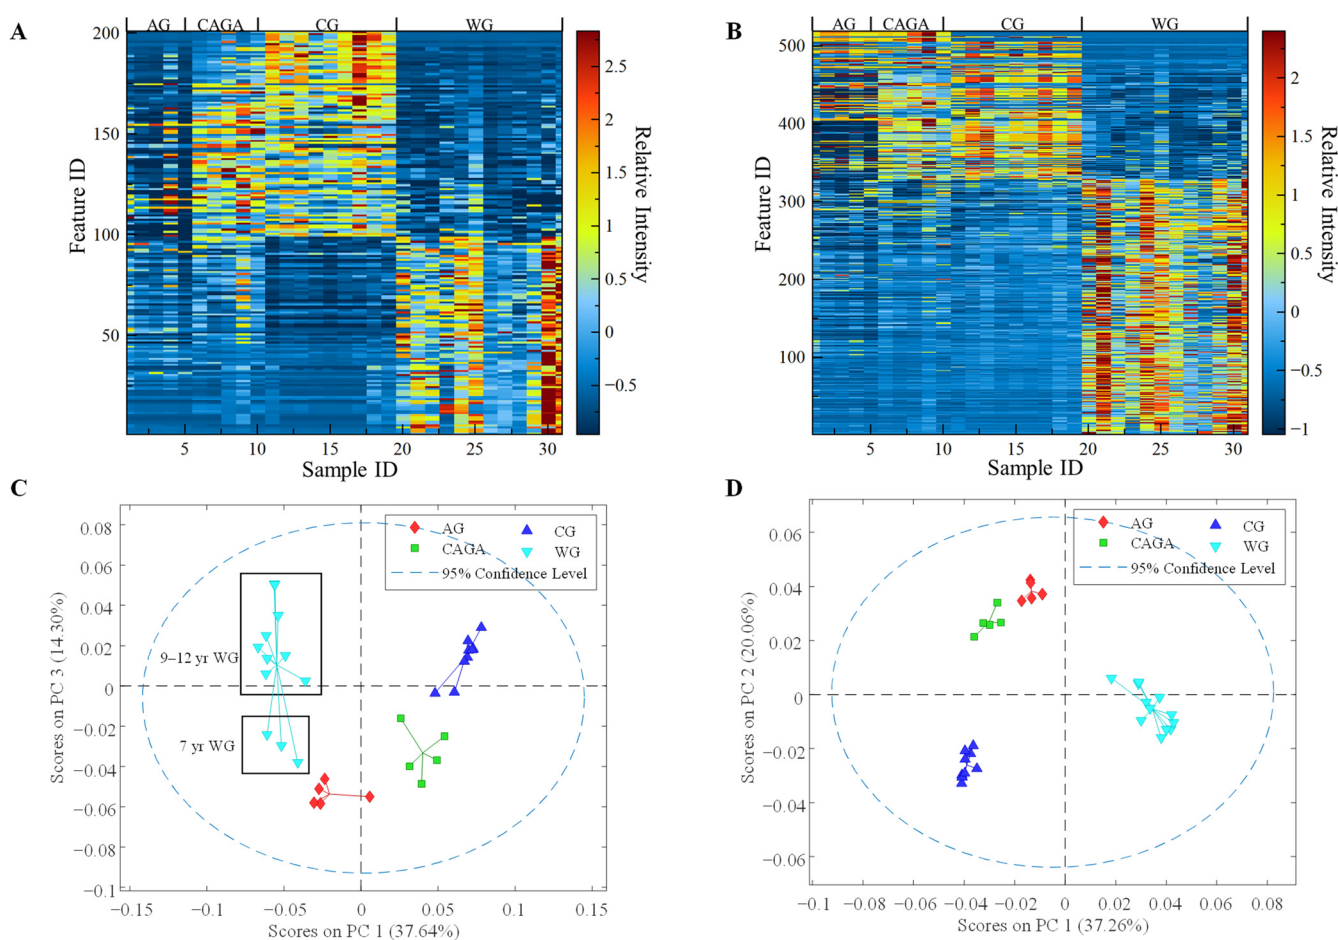 A
AG CAGA CG WG
200
150
100
50
Feature ID
5 10 15 20 25 30
Sample ID
2.5
2
1.5
1
0.5
0
−0.5
Relative Intensity
B
AG CAGA CG WG
500
400
300
200
100
Feature ID
5 10 15 20 25 30
Sample ID
2
1.5
1
0.5
0
−0.5
−1
Relative Intensity
C
AG CG
CAGA WG
95% Confidence Level
9–12 yr WG
7 yr WG
0.08
0.06
0.04
0.02
0
−0.02
−0.04
−0.06
−0.08
−0.1
Scores on PC 3 (14.30%)
−0.15 −0.1 −0.05 0 0.05 0.1 0.15
Scores on PC 1 (37.64%)
D
AG CG
CAGA WG
95% Confidence Level
0.06
0.04
0.02
0
−0.02
−0.04
−0.06
Scores on PC 2 (20.06%)
−0.1 −0.08 −0.06 −0.04 −0.02 0 0.02 0.04 0.06 0.08
Scores on PC 1 (37.26%)